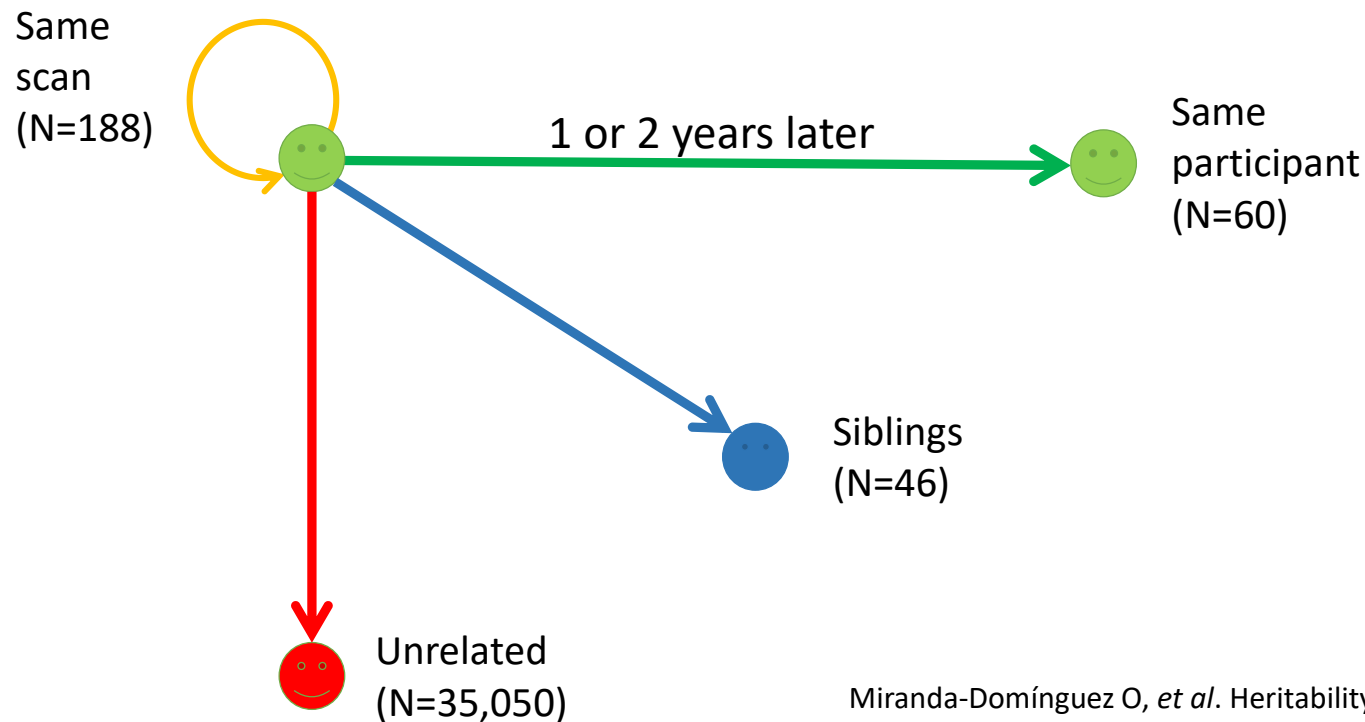 Same
scan
(N=188)
1 or 2 years later
Same
participant
(N=60)
Siblings
(N=46)
Unrelated
(N=35,050)
Miranda-Domínguez O, et al. Heritability